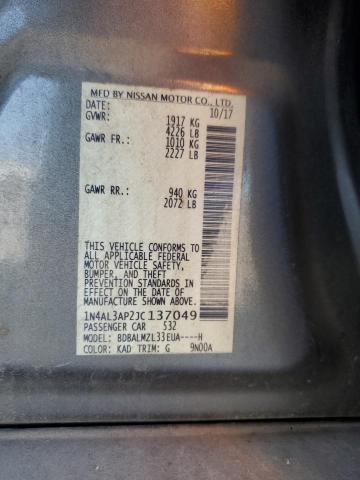 MFD BY NISSAN MOTOR CO., LTD.
DATE: 10/17
GVWR: 1917 KG
4226 LB
GAWR FR.: 1010 KG
2227 LB
GAWR RR.: 940 KG
2072 LB
THIS VEHICLE CONFORMS TO
ALL APPLICABLE FEDERAL
MOTOR VEHICLE SAFETY,
BUMPER, AND THEFT
PREVENTION STANDARDS IN
EFFECT ON THE DATE OF
MANUFACTURE SHOWN ABOVE.
1N4AL3AP2JC137049
PASSENGER CAR 532
MODEL: BDBALMZL33EUA----H
COLOR: KAD TRIM: G 9N00A